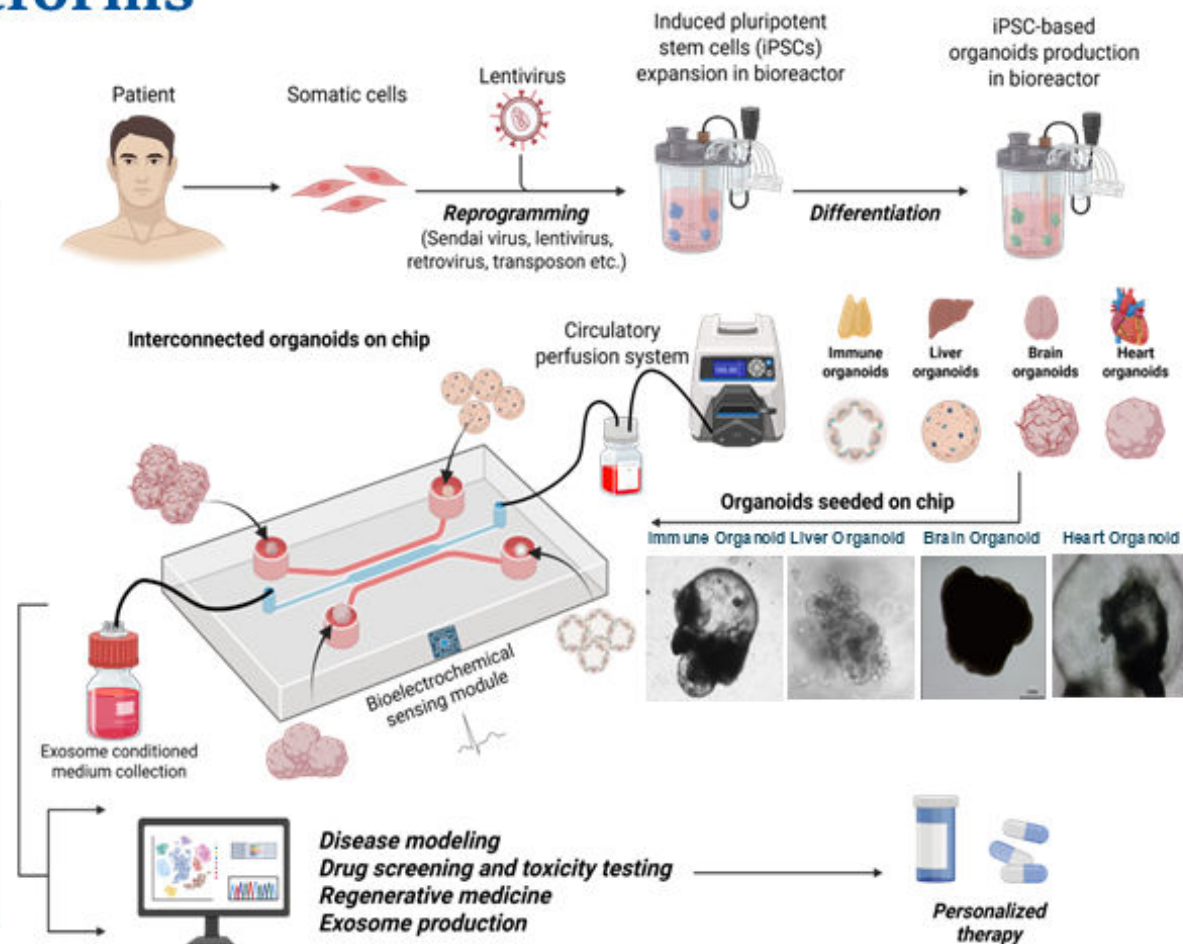 Patient
Somatic cells
Lentivirus
Induced pluripotent
stem cells (iPSCs)
expansion in bioreactor
iPSC-based
organoids production
in bioreactor
Reprogramming
(Sendai virus, lentivirus,
retrovirus, transposon etc.)
Differentiation
Interconnected organoids on chip
Circulatory
perfusion system
Immune
organoids
Liver
organoids
Brain
organoids
Heart
organoids
Organoids seeded on chip
Immune Organoid
Liver Organoid
Brain Organoid
Heart Organoid
Bioelectrochemical
sensing module
Exosome conditioned
medium collection
Disease modeling
Drug screening and toxicity testing
Regenerative medicine
Exosome production
Personalized
therapy